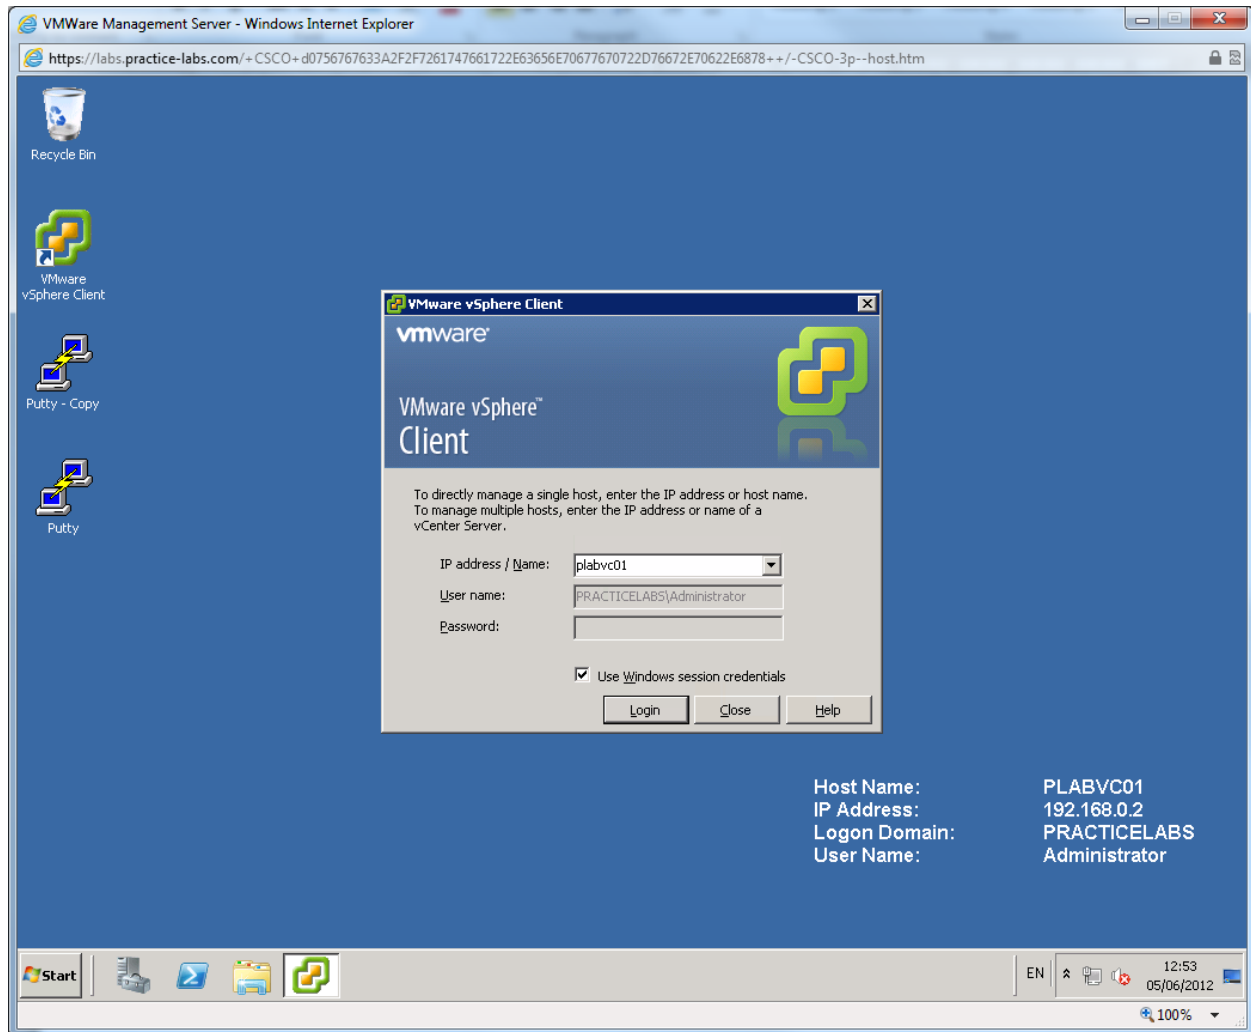 VMWare Management Server - Windows Internet Explorer
https://labs.practice-labs.com/+CSCO+d0756767633A2F2F7261747661722E63656E70677670722D76672E70622E6878++/-CSCO-3p--host.htm
Recycle Bin
VMware
vSphere Client
Putty - Copy
Putty
VMware vSphere Client
vmware
VMware vSphere™
Client
To directly manage a single host, enter the IP address or host name.
To manage multiple hosts, enter the IP address or name of a
vCenter Server.
IP address / Name:
plabvc01
User name:
PRACTICELABS\Administrator
Password:
Use Windows session credentials
Login
Close
Help
Host Name: PLABVC01
IP Address: 192.168.0.2
Logon Domain: PRACTICELABS
User Name: Administrator
Start
EN
12:53
05/06/2012
100%